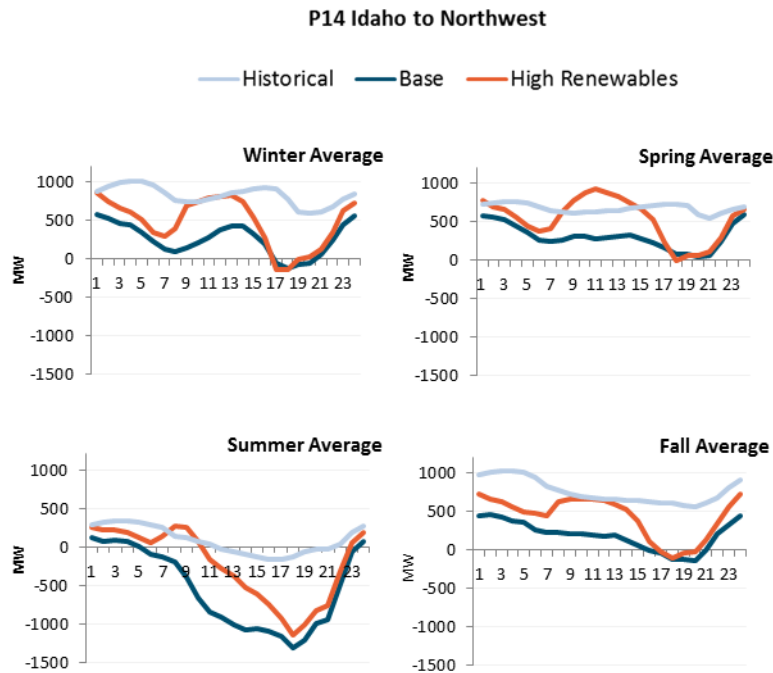 P14 Idaho to Northwest
Historical Base High Renewables
Winter Average
1000
500
0
-500
-1000
-1500
MW
1 3 5 7 9 11 13 15 17 19 21 23
Spring Average
1000
500
0
-500
-1000
-1500
MW
1 3 5 7 9 11 13 15 17 19 21 23
Summer Average
1000
500
0
-500
-1000
-1500
MW
1 3 5 7 9 11 13 15 17 19 21 23
Fall Average
1000
500
0
-500
-1000
-1500
MW
1 3 5 7 9 11 13 15 17 19 21 23